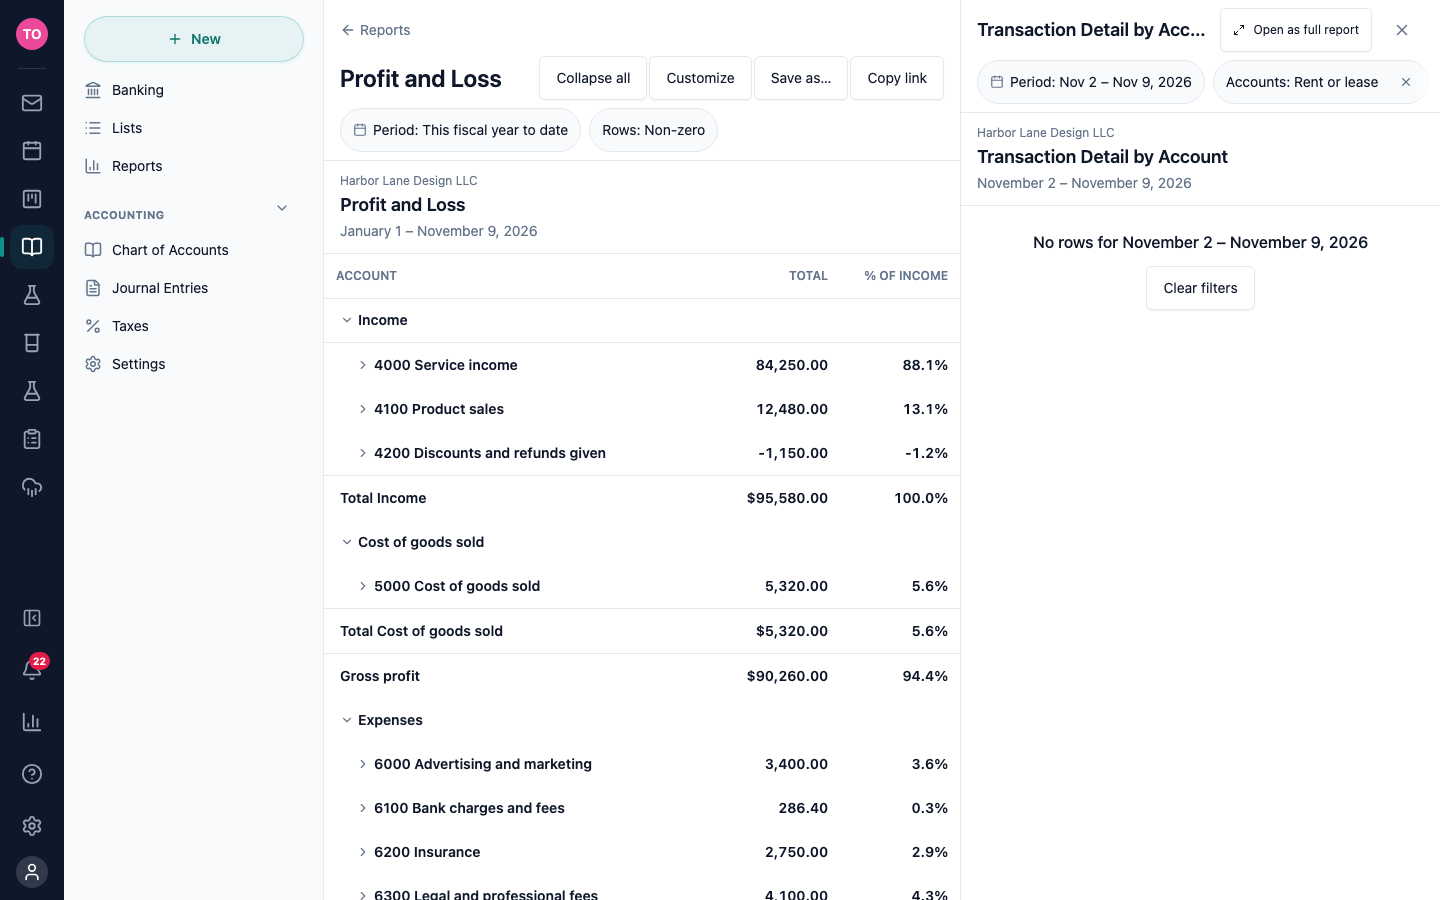 TO
22
New
Banking
Lists
Reports
ACCOUNTING
Chart of Accounts
Journal Entries
Taxes
Settings
Reports
Profit and Loss
Collapse all
Customize
Save as...
Copy link
Period: This fiscal year to date
Rows: Non-zero
Harbor Lane Design LLC
Profit and Loss
January 1 – November 9, 2026
ACCOUNT TOTAL % OF INCOME
Income
4000 Service income 84,250.00 88.1%
4100 Product sales 12,480.00 13.1%
4200 Discounts and refunds given -1,150.00 -1.2%
Total Income $95,580.00 100.0%
Cost of goods sold
5000 Cost of goods sold 5,320.00 5.6%
Total Cost of goods sold $5,320.00 5.6%
Gross profit $90,260.00 94.4%
Expenses
6000 Advertising and marketing 3,400.00 3.6%
6100 Bank charges and fees 286.40 0.3%
6200 Insurance 2,750.00 2.9%
6300 Legal and professional fees 4,100.00 4.3%
Transaction Detail by Acc...
Open as full report
Period: Nov 2 – Nov 9, 2026
Accounts: Rent or lease
Harbor Lane Design LLC
Transaction Detail by Account
November 2 – November 9, 2026
No rows for November 2 – November 9, 2026
Clear filters